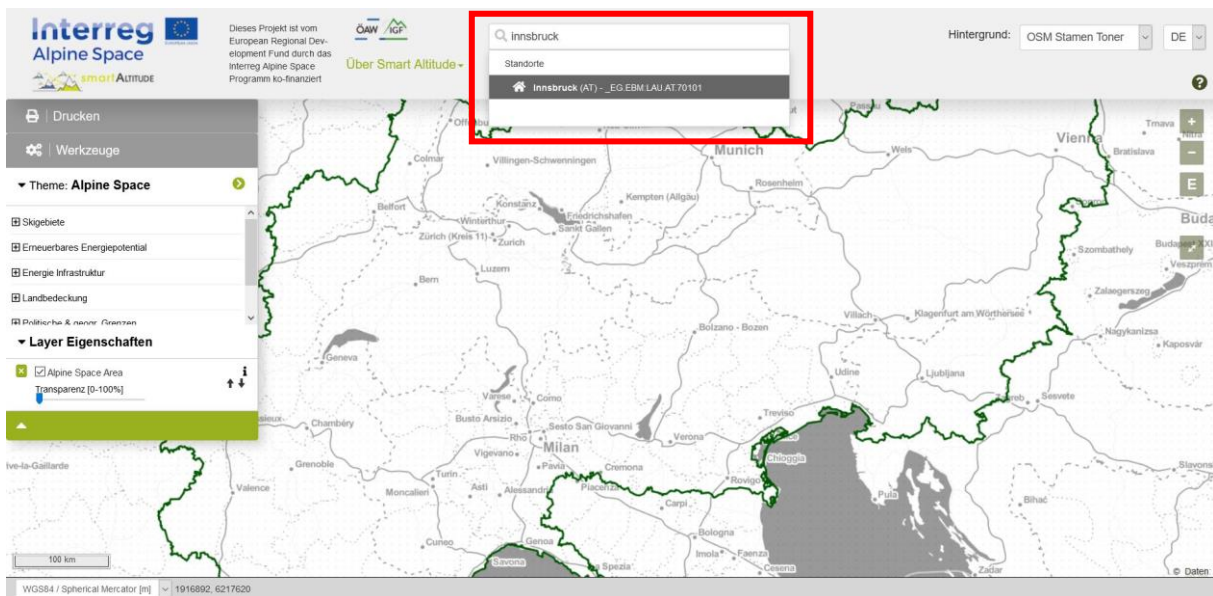 Interreg
Alpine Space
smartALTITUDE
Dieses Projekt ist vom
European Regional Dev-
elopment Fund durch das
Interreg Alpine Space
Programm ko-finanziert
ÖAW IGF
Über Smart Altitude
innsbruck
Standorte
Innsbruck (AT) - _EG.EBM:LAU.AT.70101
Hintergrund: OSM Stamen Toner
DE
?
Drucken
Werkzeuge
Theme: Alpine Space
Skigebiete
Erneuerbares Energiepotential
Energie Infrastruktur
Landbedeckung
Politische & geogr. Grenzen
Layer Eigenschaften
Alpine Space Area
i
Transparenz [0-100%]
+
−
E
Passau
Trnava
Nitra
Vienna
Bratislava
Wels
Munich
Colmar
Villingen-Schwenningen
Rosenheim
Kempten (Allgäu)
Belfort
Konstanz
Friedrichshafen
Winterthur
Sankt Gallen
Zürich (Kreis 11)
Zurich
Szombathely
Luzern
Bern
Veszprém
Zalaegerszeg
Villach
Klagenfurt am Wörthersee
Bolzano - Bozen
Nagykanizsa
Kaposvár
Geneva
Udine
Ljubljana
Varese
Como
Sesvete
Busto Arsizio
Sesto San Giovanni
Treviso
Chambéry
Rho
Verona
Milan
Vigevano
Chioggia
Grenoble
Pavia
Cremona
Turin
Rovigo
Valence
Moncalieri
Asti
Piacenza
Pula
Carpi
Bihać
Bologna
Cuneo
Genoa
Imola
Faenza
Savona
Cesena
Zadar
100 km
© Daten
WGS84 / Spherical Mercator [m]
1916892, 6217620